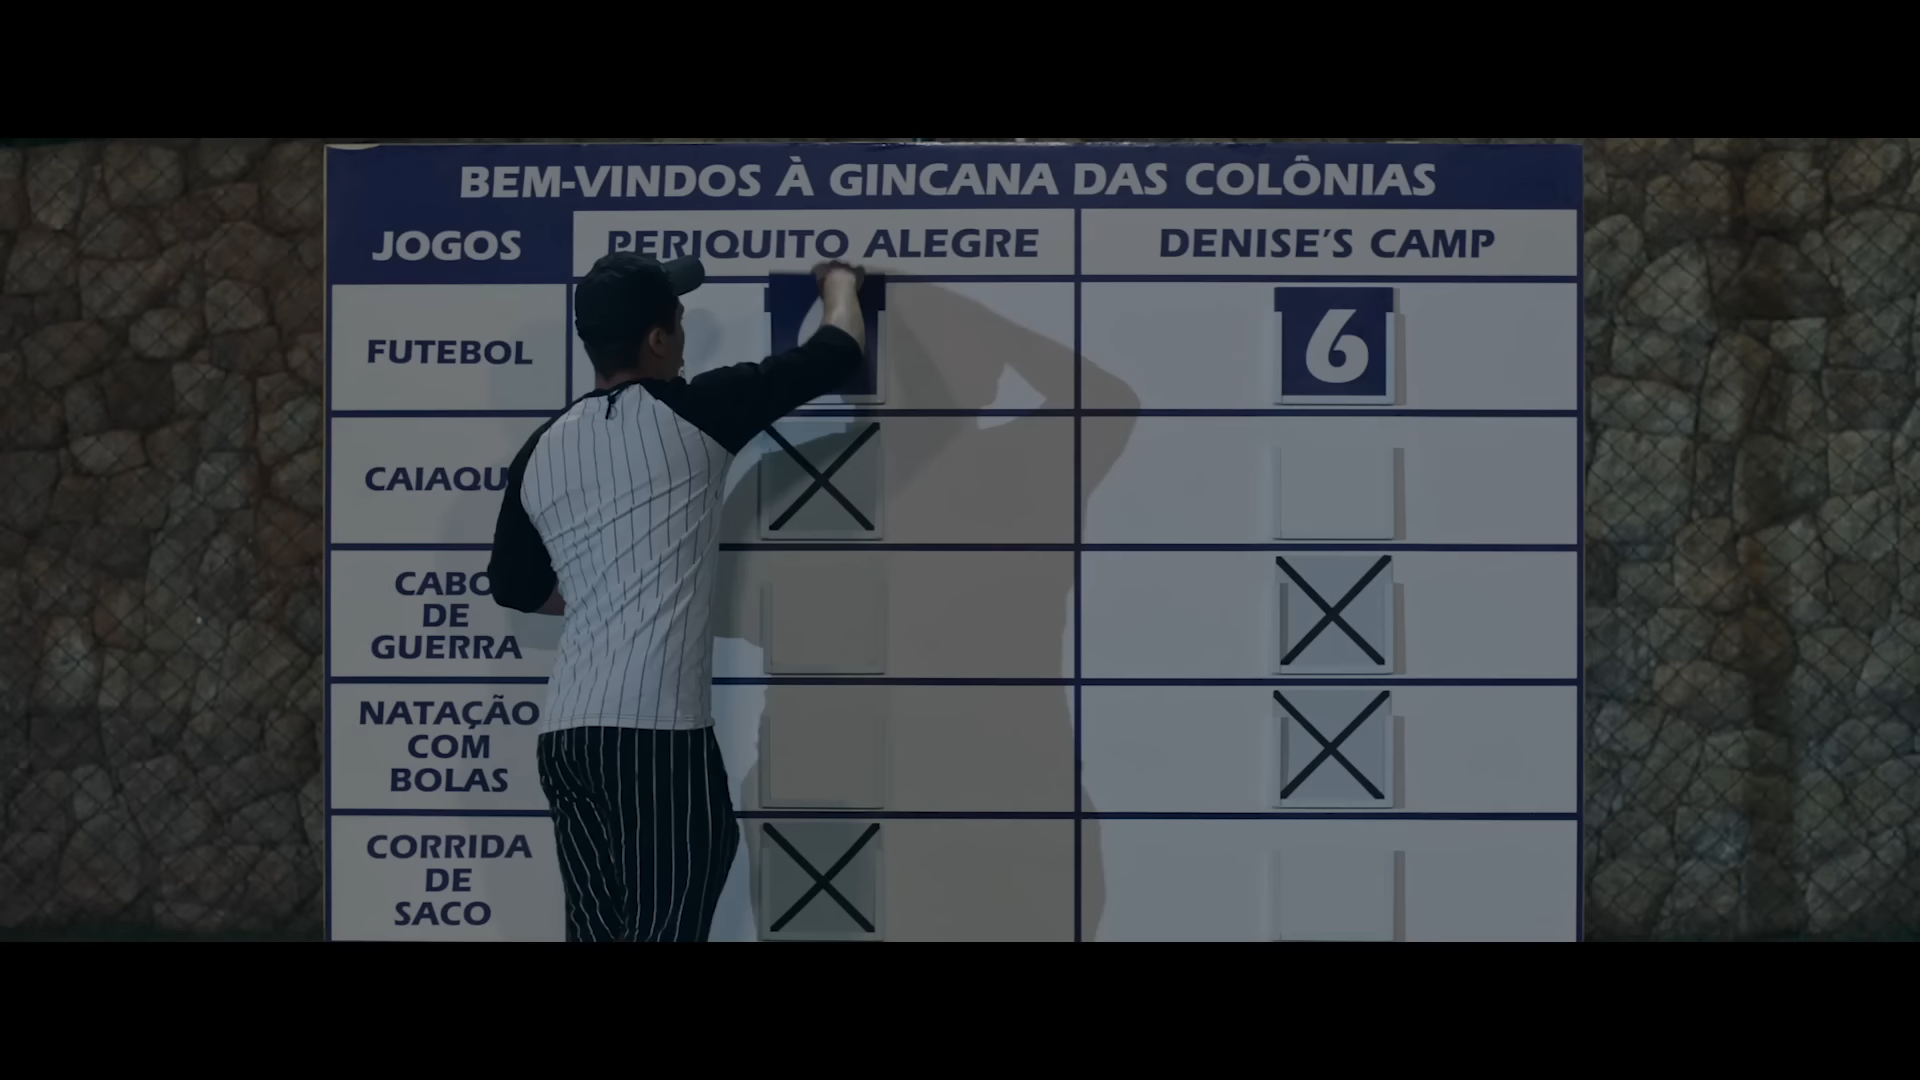 BEM-VINDOS À GINCANA DAS COLÔNIAS
JOGOS PERIQUITO ALEGRE DENISE'S CAMP
FUTEBOL 6
CAIAQU
CABO
DE
GUERRA
NATAÇÃO
COM
BOLAS
CORRIDA
DE
SACO